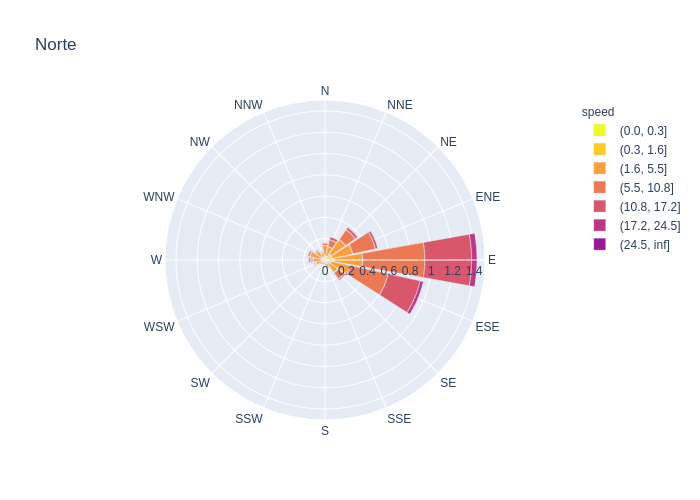 Norte
N
NNW
NNE
NW
NE
WNW
ENE
W
E
0
0.2
0.4
0.6
0.8
1
1.2
1.4
WSW
ESE
SW
SE
SSW
SSE
S
speed
(0.0, 0.3]
(0.3, 1.6]
(1.6, 5.5]
(5.5, 10.8]
(10.8, 17.2]
(17.2, 24.5]
(24.5, inf]